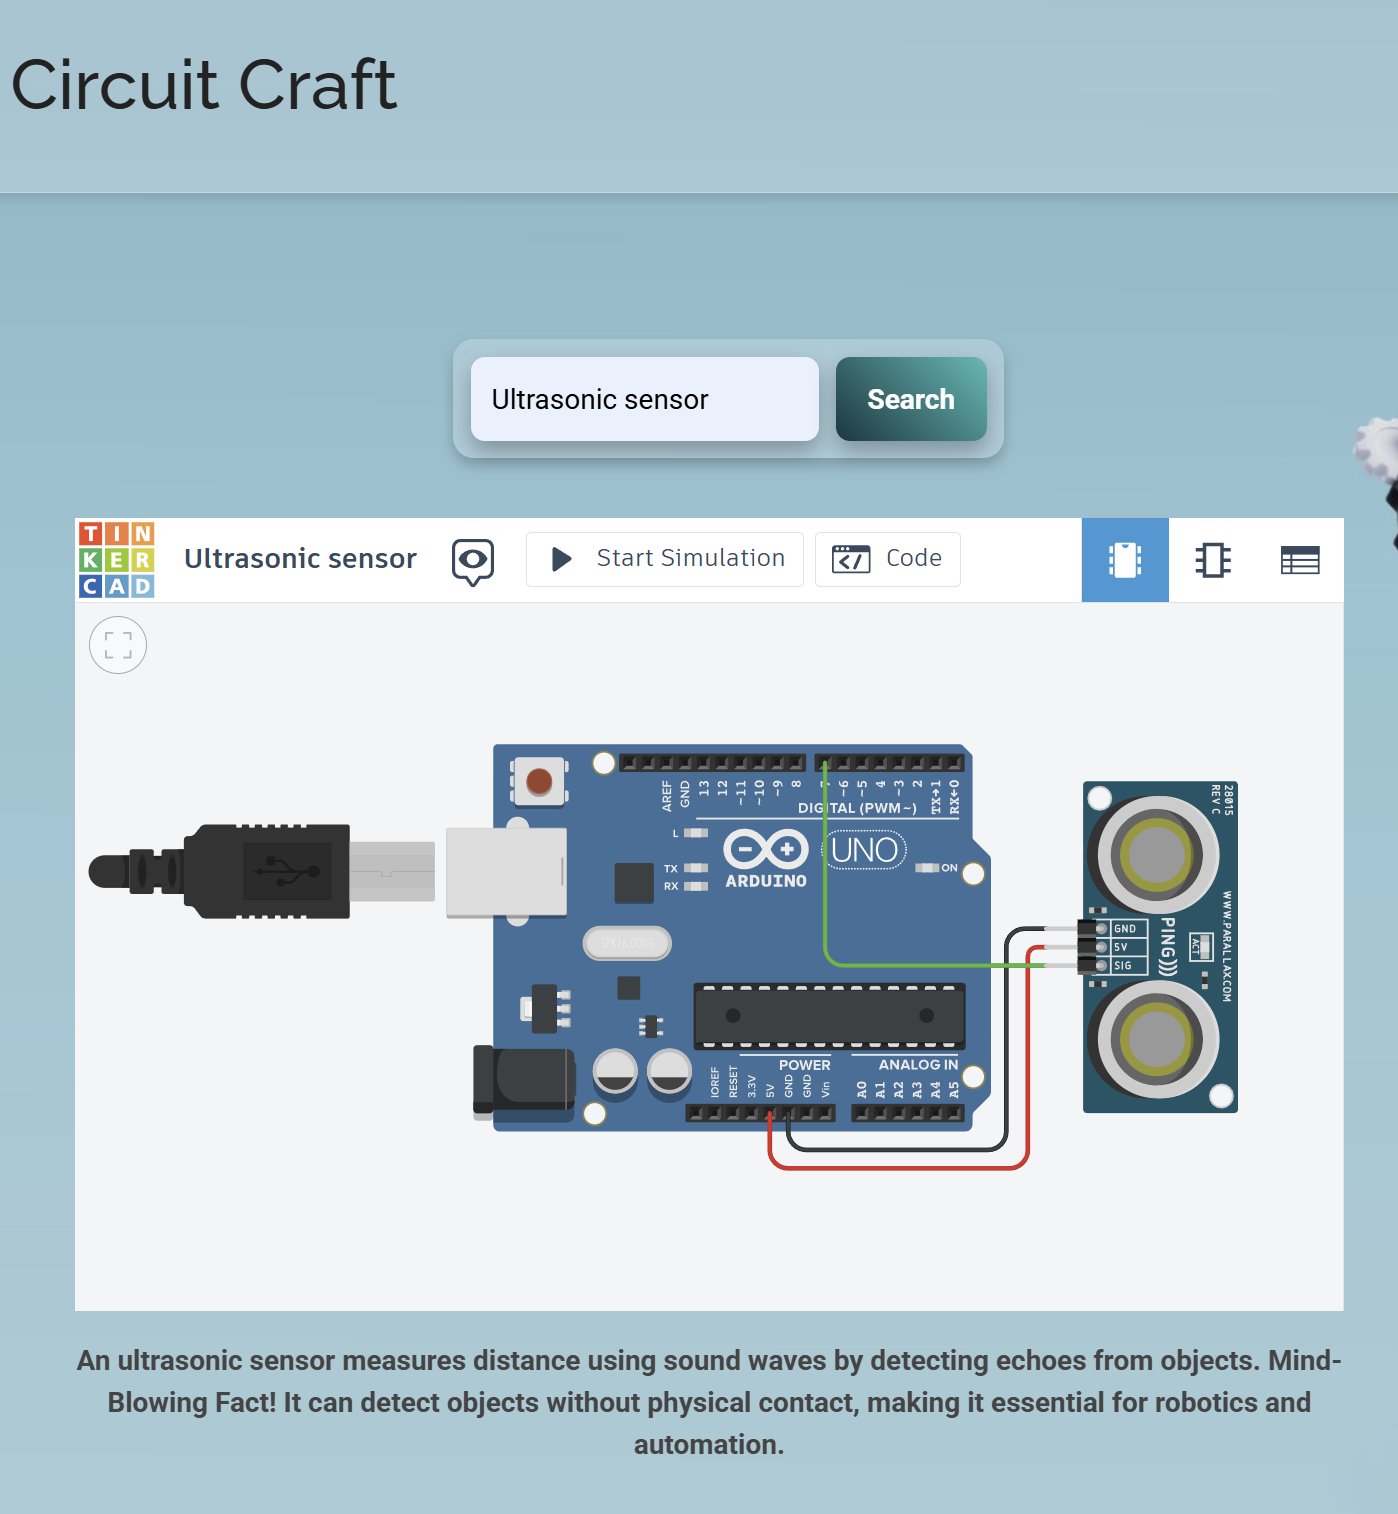 Circuit Craft
Ultrasonic sensor
Search
TIN
KER
CAD
Ultrasonic sensor
Start Simulation
Code
AREF
GND
13
12
~11
~10
~9
8
~6
~5
4
~3
2
TX→1
RX←0
DIGITAL (PWM~)
L
TX
RX
ARDUINO
UNO
ON
SPK16.000G
POWER
ANALOG IN
IOREF
RESET
3.3V
5V
GND
GND
Vin
A0
A1
A2
A3
A4
A5
28015
REV C
GND
5V
SIG
PING)))
ACT
WWW.PARALLAX.COM
An ultrasonic sensor measures distance using sound waves by detecting echoes from objects. Mind-
Blowing Fact! It can detect objects without physical contact, making it essential for robotics and
automation.